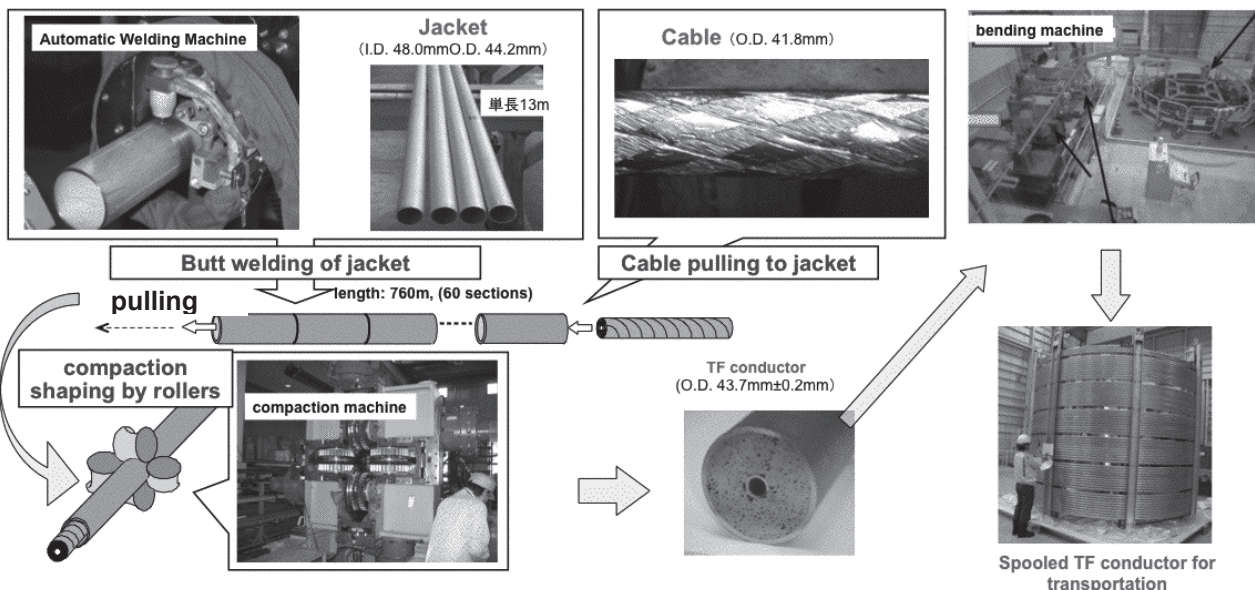 Automatic Welding Machine
Jacket
（I.D. 48.0mmO.D. 44.2mm）
単長13m
Cable （O.D. 41.8mm）
bending machine
Butt welding of jacket
Cable pulling to jacket
length: 760m, (60 sections)
pulling
compaction
shaping by rollers
compaction machine
TF conductor
（O.D. 43.7mm±0.2mm）
Spooled TF conductor for
transportation